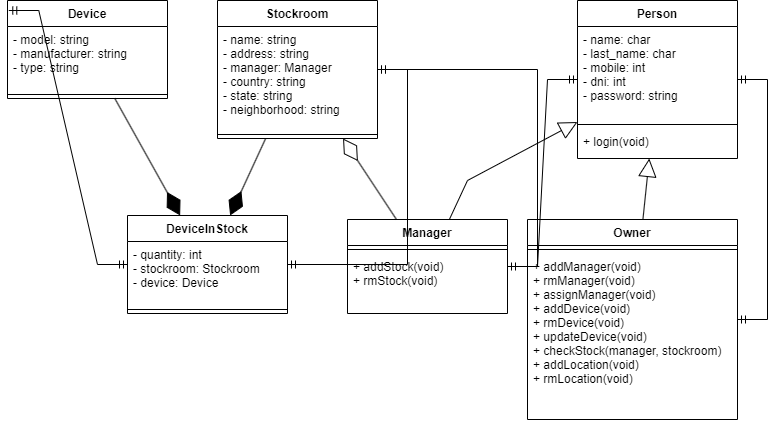 Device
- model: string
- manufacturer: string
- type: string
Stockroom
- name: string
- address: string
- manager: Manager
- country: string
- state: string
- neighborhood: string
Person
- name: char
- last_name: char
- mobile: int
- dni: int
- password: string
+ login(void)
DeviceInStock
- quantity: int
- stockroom: Stockroom
- device: Device
Manager
+ addStock(void)
+ rmStock(void)
Owner
+ addManager(void)
+ rmManager(void)
+ assignManager(void)
+ addDevice(void)
+ rmDevice(void)
+ updateDevice(void)
+ checkStock(manager, stockroom)
+ addLocation(void)
+ rmLocation(void)